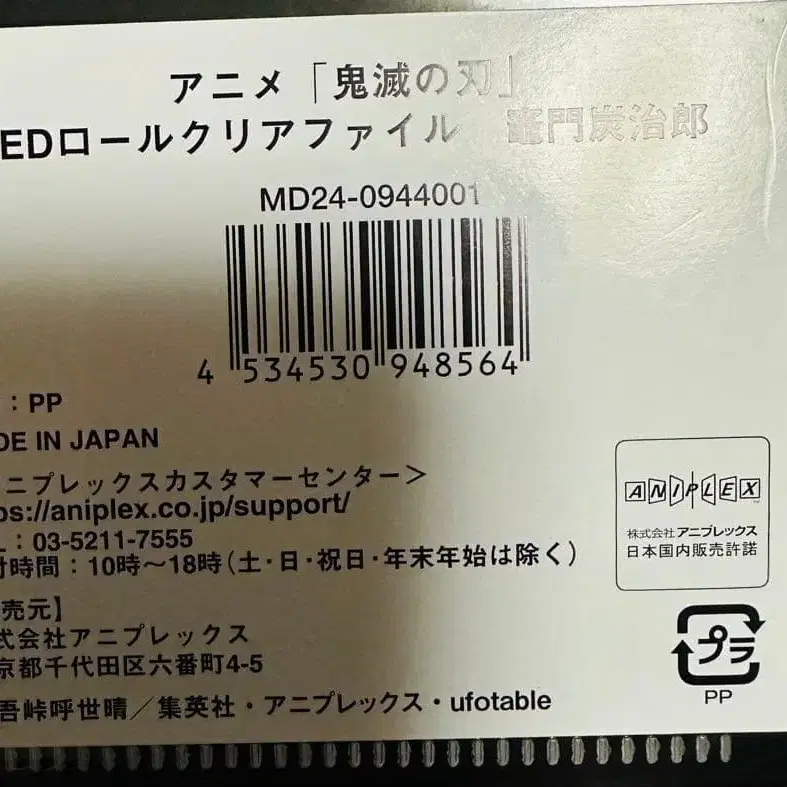 アニメ「鬼滅の刃」
EDロールクリアファイル 竈門炭治郎
MD24-0944001
4 534530 948564
：PP
DE IN JAPAN
ニプレックスカスタマーセンター＞
ps://aniplex.co.jp/support/
：03-5211-7555
付時間：10時～18時(土・日・祝日・年末年始は除く)
売元】
式会社アニプレックス
京都千代田区六番町4-5
吾峠呼世晴／集英社・アニプレックス・ufotable
ANIPLEX
株式会社アニプレックス
日本国内販売許諾
プラ
PP